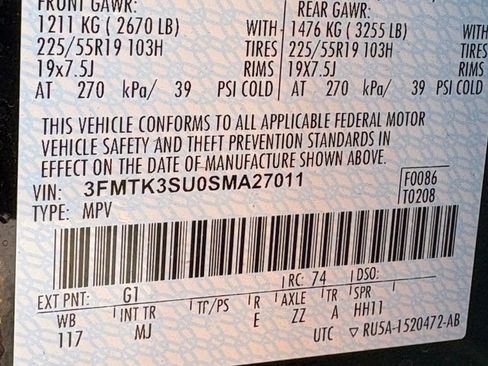 FRONT GAWR: REAR GAWR:
1211 KG ( 2670 LB) WITH 1476 KG ( 3255 LB) WITH
225/55R19 103H TIRES 225/55R19 103H TIRES
19x7.5J RIMS 19X7.5J RIMS
AT 270 kPa/ 39 PSI COLD AT 270 kPa/ 39 PSI COLD
THIS VEHICLE CONFORMS TO ALL APPLICABLE FEDERAL MOTOR
VEHICLE SAFETY AND THEFT PREVENTION STANDARDS IN
EFFECT ON THE DATE OF MANUFACTURE SHOWN ABOVE.
VIN: 3FMTK3SU0SMA27011 F0086
TYPE: MPV T0208
EXT PNT: G1 RC: 74 DSO:
WB INT TR TP/PS R AXLE TR SPR
117 MJ E ZZ A HH11
UTC ▽ RU5A-1520472-AB